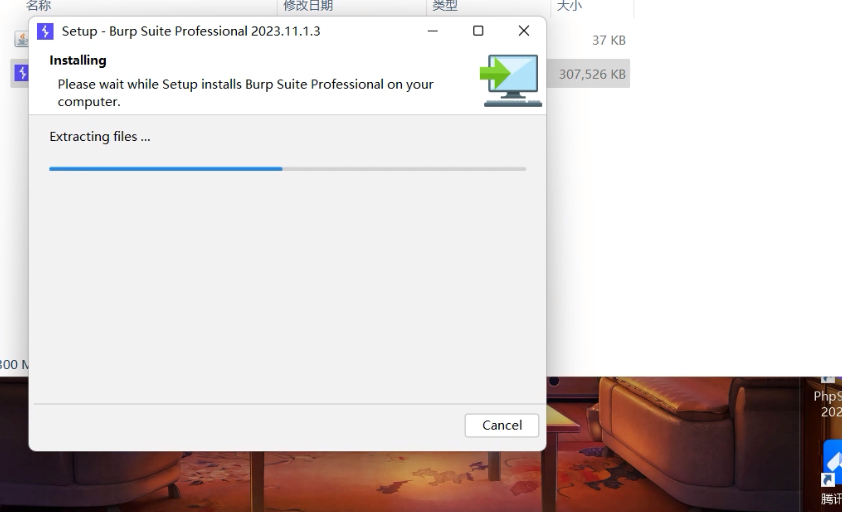 名称 修改日期 类型 大小
Setup - Burp Suite Professional 2023.11.1.3
37 KB
Installing
Please wait while Setup installs Burp Suite Professional on your
computer.
307,526 KB
Extracting files ...
Cancel
PhpS
202
腾讯